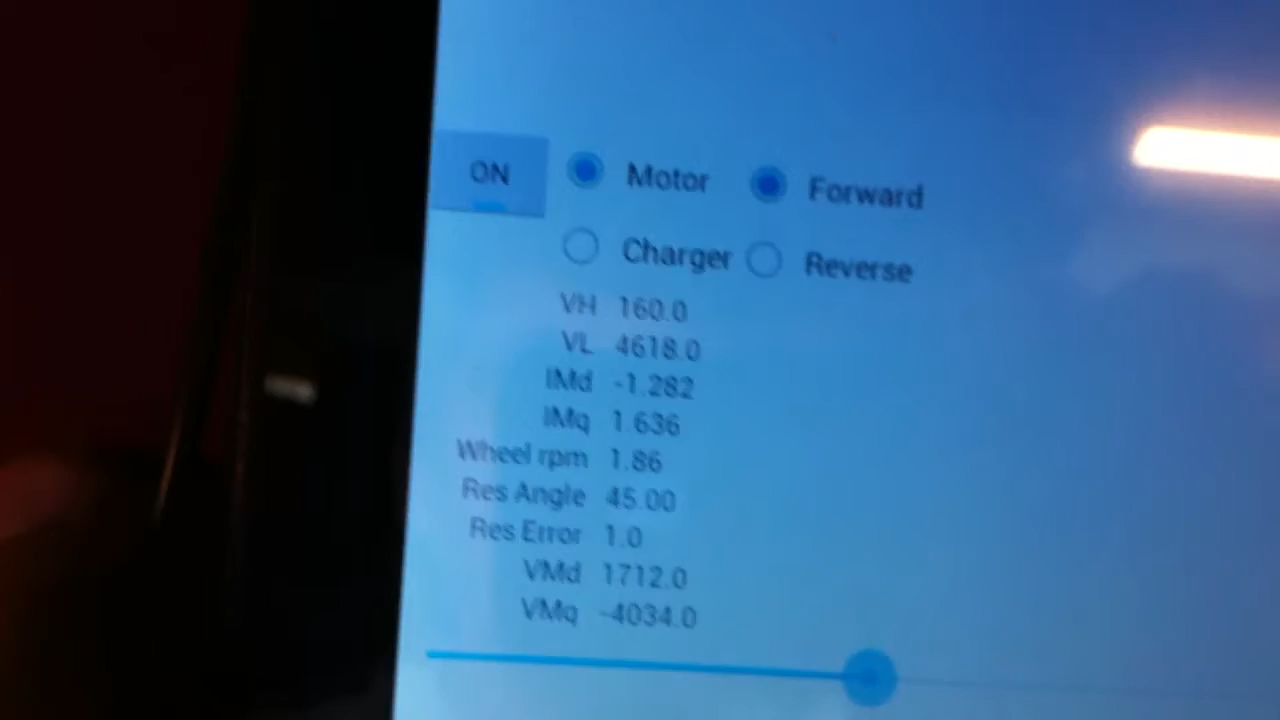 ON Motor Forward
Charger Reverse
VH 160.0
VL 4618.0
IMd -1.282
IMq 1.636
Wheel rpm 1.86
Res Angle 45.00
Res Error 1.0
VMd 1712.0
VMq -4034.0